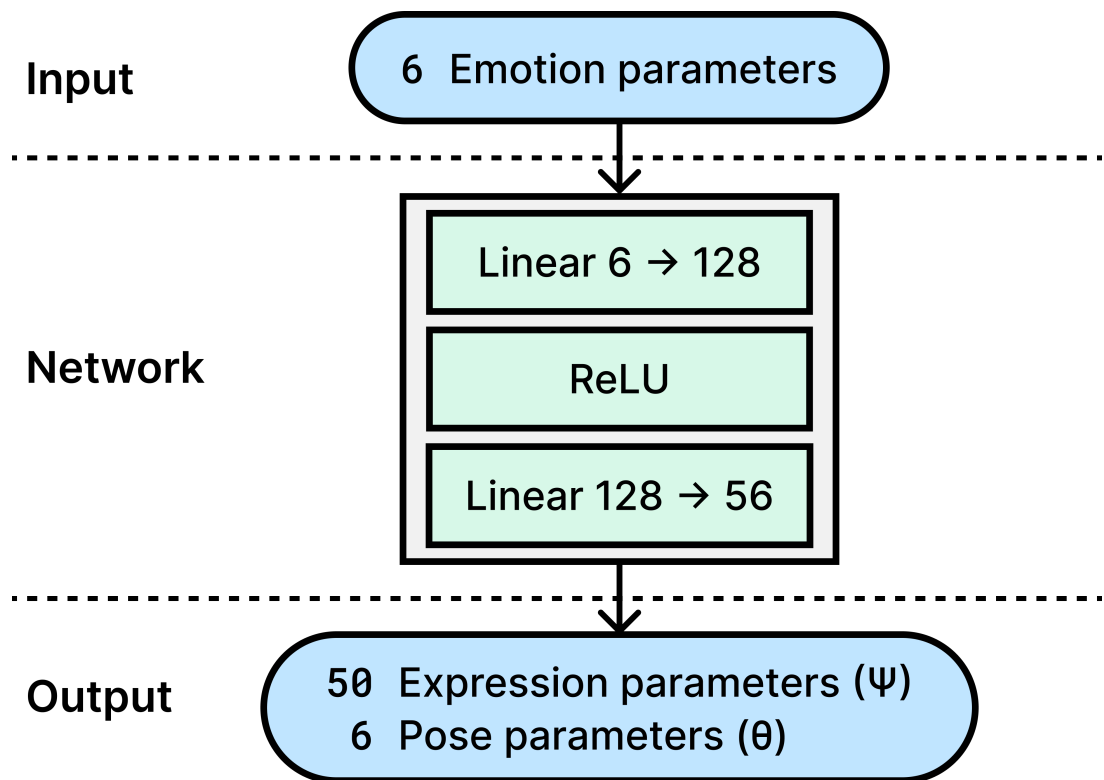 Input
6 Emotion parameters
Network
Linear 6 → 128
ReLU
Linear 128 → 56
Output
50 Expression parameters (Ψ)
6 Pose parameters (θ)